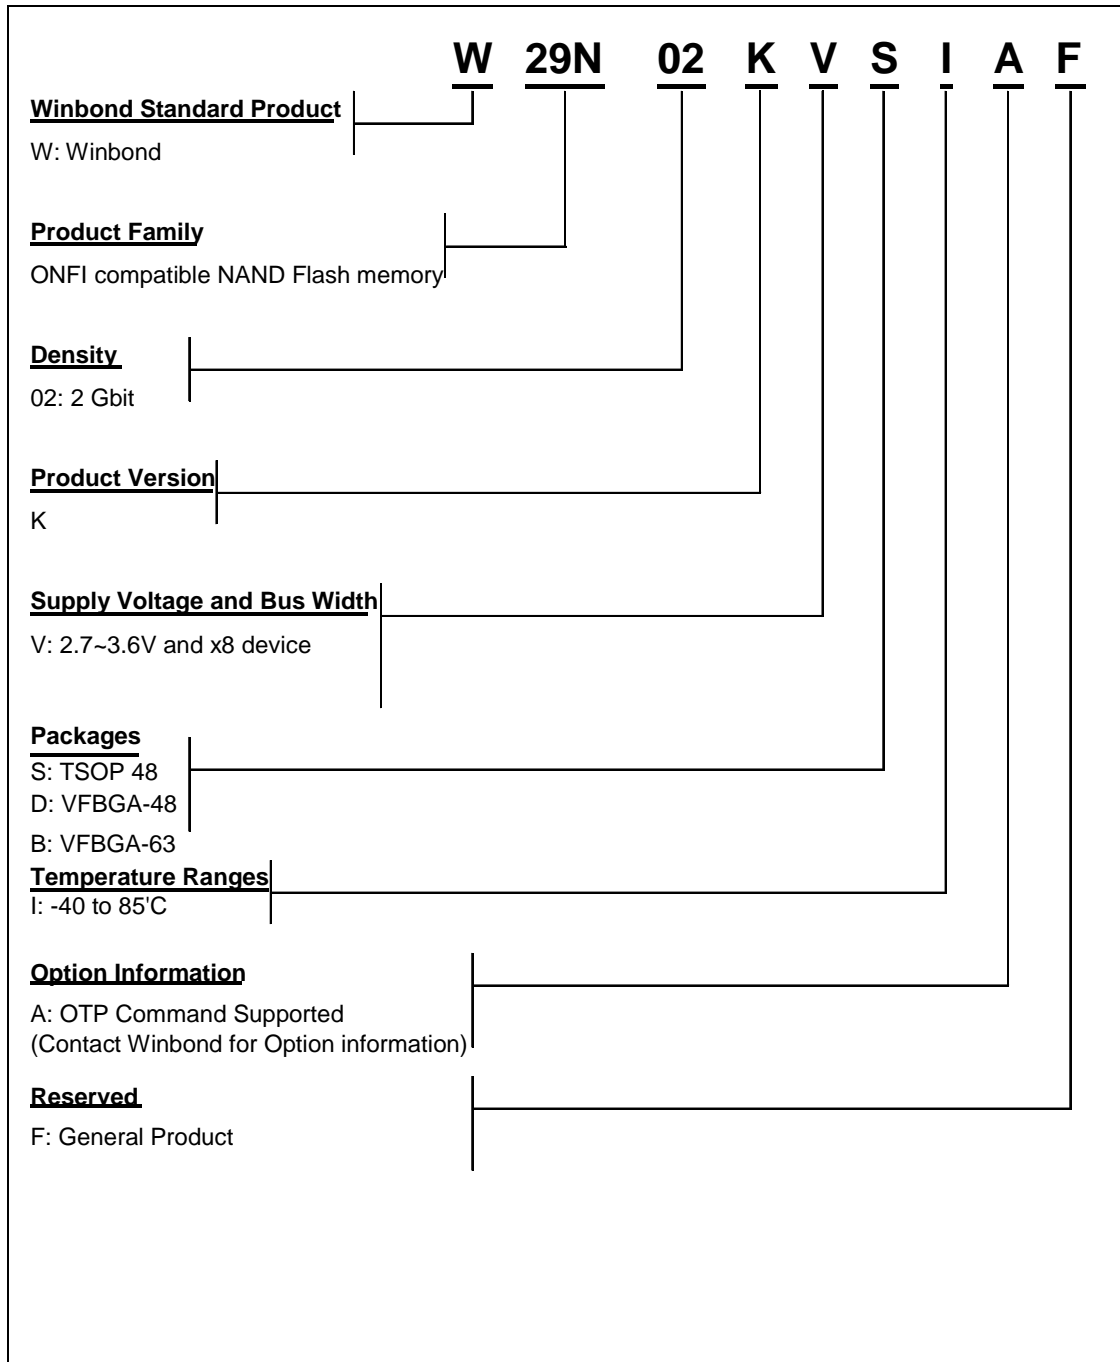 W 29N 02 K V S I A F
Winbond Standard Product
W: Winbond
Product Family
ONFI compatible NAND Flash memory
Density
02: 2 Gbit
Product Version
K
Supply Voltage and Bus Width
V: 2.7~3.6V and x8 device
Packages
S: TSOP 48
D: VFBGA-48
B: VFBGA-63
Temperature Ranges
I: -40 to 85'C
Option Information
A: OTP Command Supported
(Contact Winbond for Option information)
Reserved
F: General Product